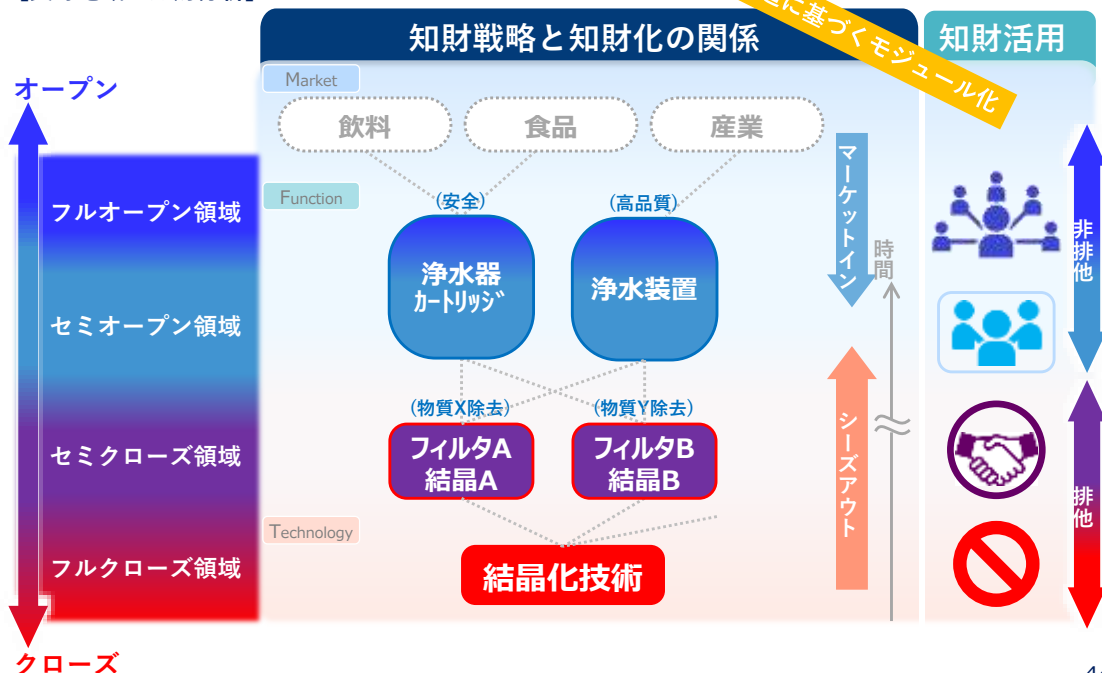 に基づくモジュール化
知財戦略と知財化の関係
知財活用
オープン
Market
飲料
食品
産業
フルオープン領域
Function
(安全)
(高品質)
浄水器
ｶｰﾄﾘｯｼﾞ
浄水装置
マーケットイン
時間
非排他
セミオープン領域
(物質X除去)
(物質Y除去)
セミクローズ領域
フィルタA
結晶A
フィルタB
結晶B
シーズアウト
排他
Technology
フルクローズ領域
結晶化技術
クローズ